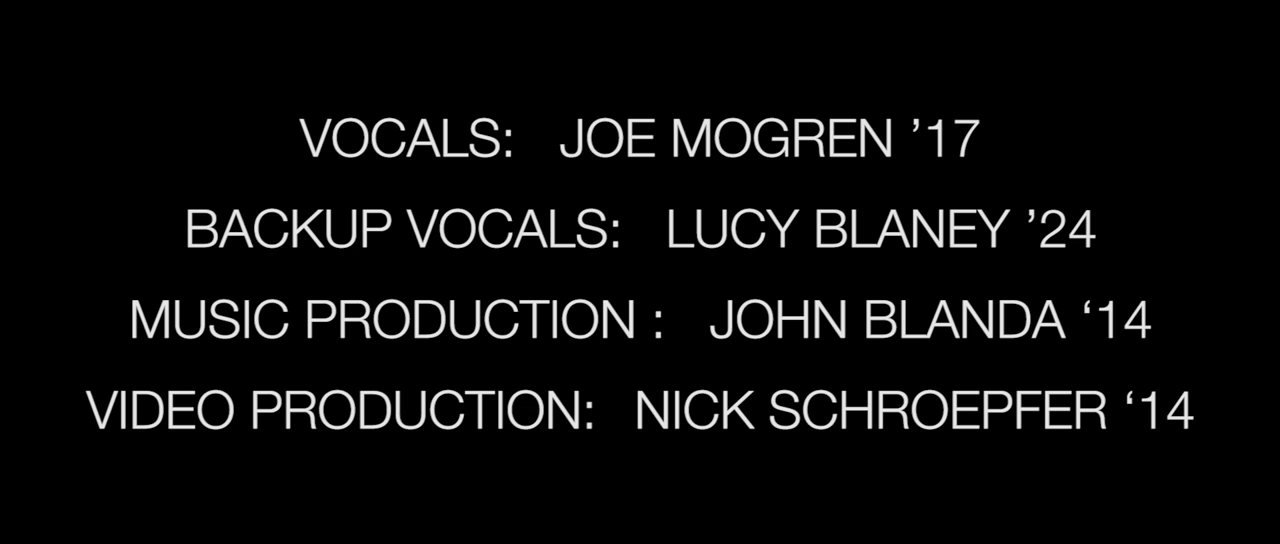 VOCALS: JOE MOGREN ’17
BACKUP VOCALS: LUCY BLANEY ’24
MUSIC PRODUCTION : JOHN BLANDA ‘14
VIDEO PRODUCTION: NICK SCHROEPFER ‘14